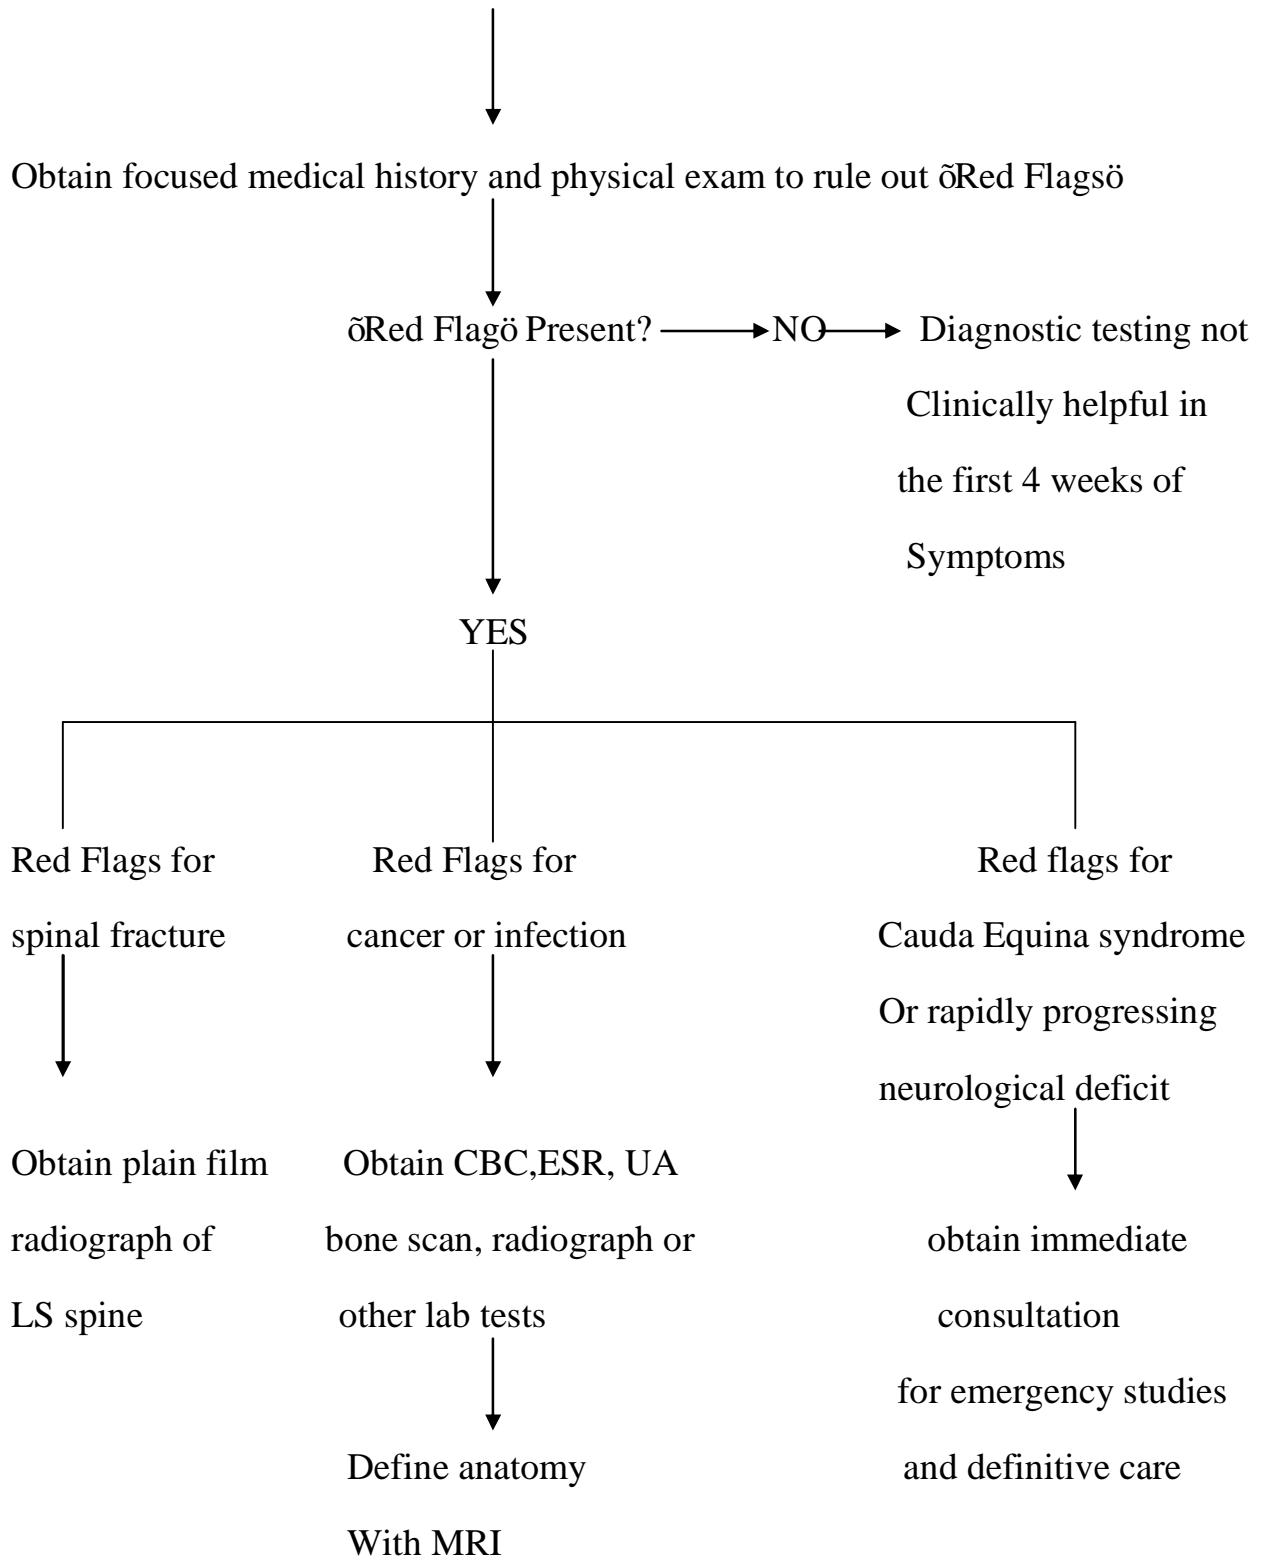 Obtain focused medical history and physical exam to rule out õRed Flagsö
õRed Flagö Present?
NO
Diagnostic testing not
Clinically helpful in
the first 4 weeks of
Symptoms
YES
Red Flags for
spinal fracture
Obtain plain film
radiograph of
LS spine
Red Flags for
cancer or infection
Obtain CBC,ESR, UA
bone scan, radiograph or
other lab tests
Define anatomy
With MRI
Red flags for
Cauda Equina syndrome
Or rapidly progressing
neurological deficit
obtain immediate
consultation
for emergency studies
and definitive care